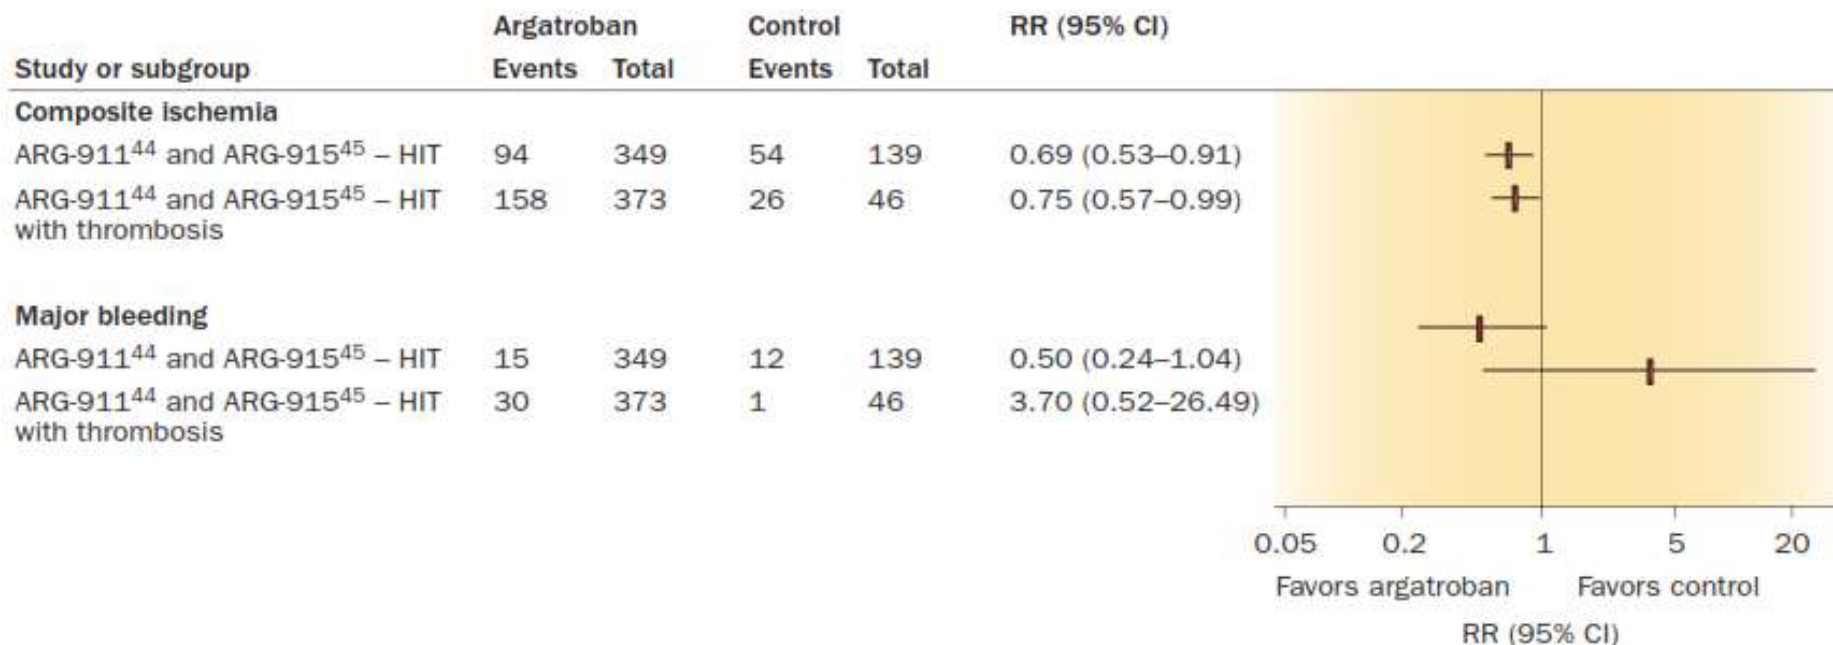 Argatroban Control RR (95% CI)
Study or subgroup Events Total Events Total
Composite ischemia
ARG-911⁴⁴ and ARG-915⁴⁵ – HIT 94 349 54 139 0.69 (0.53–0.91)
ARG-911⁴⁴ and ARG-915⁴⁵ – HIT 158 373 26 46 0.75 (0.57–0.99)
with thrombosis
Major bleeding
ARG-911⁴⁴ and ARG-915⁴⁵ – HIT 15 349 12 139 0.50 (0.24–1.04)
ARG-911⁴⁴ and ARG-915⁴⁵ – HIT 30 373 1 46 3.70 (0.52–26.49)
with thrombosis
0.05 0.2 1 5 20
Favors argatroban Favors control
RR (95% CI)